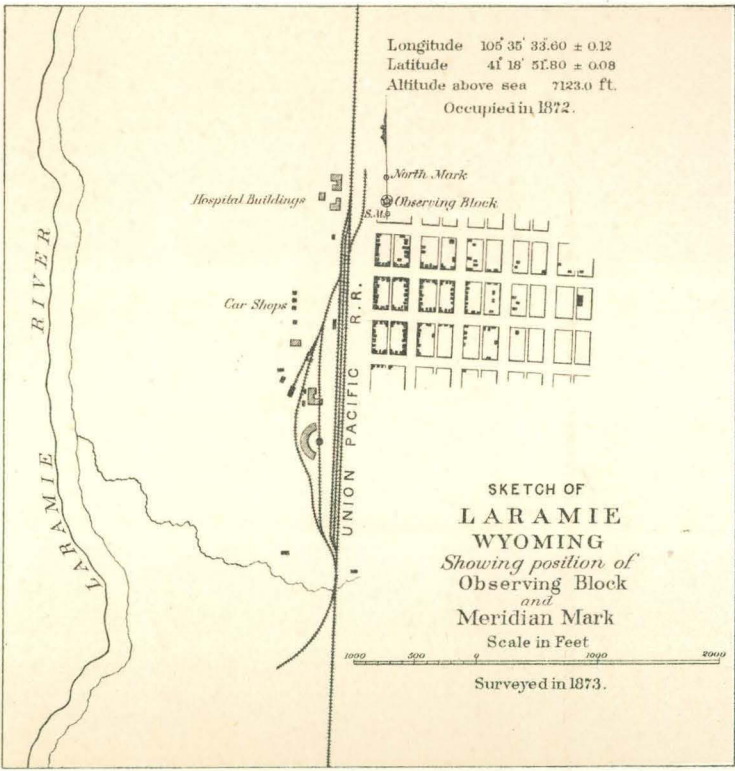 Longitude 105° 35' 33".60 ± 0.12
Latitude 41° 18' 51".80 ± 0.08
Altitude above sea 7123.0 ft.
Occupied in 1872.
North Mark
Hospital Buildings
Observing Block
S.M.
Car Shops
UNION PACIFIC R.R.
LARAMIE RIVER
SKETCH OF
LARAMIE
WYOMING
Showing position of
Observing Block
and
Meridian Mark
Scale in Feet
1000 500 0 1000 2000
Surveyed in 1873.